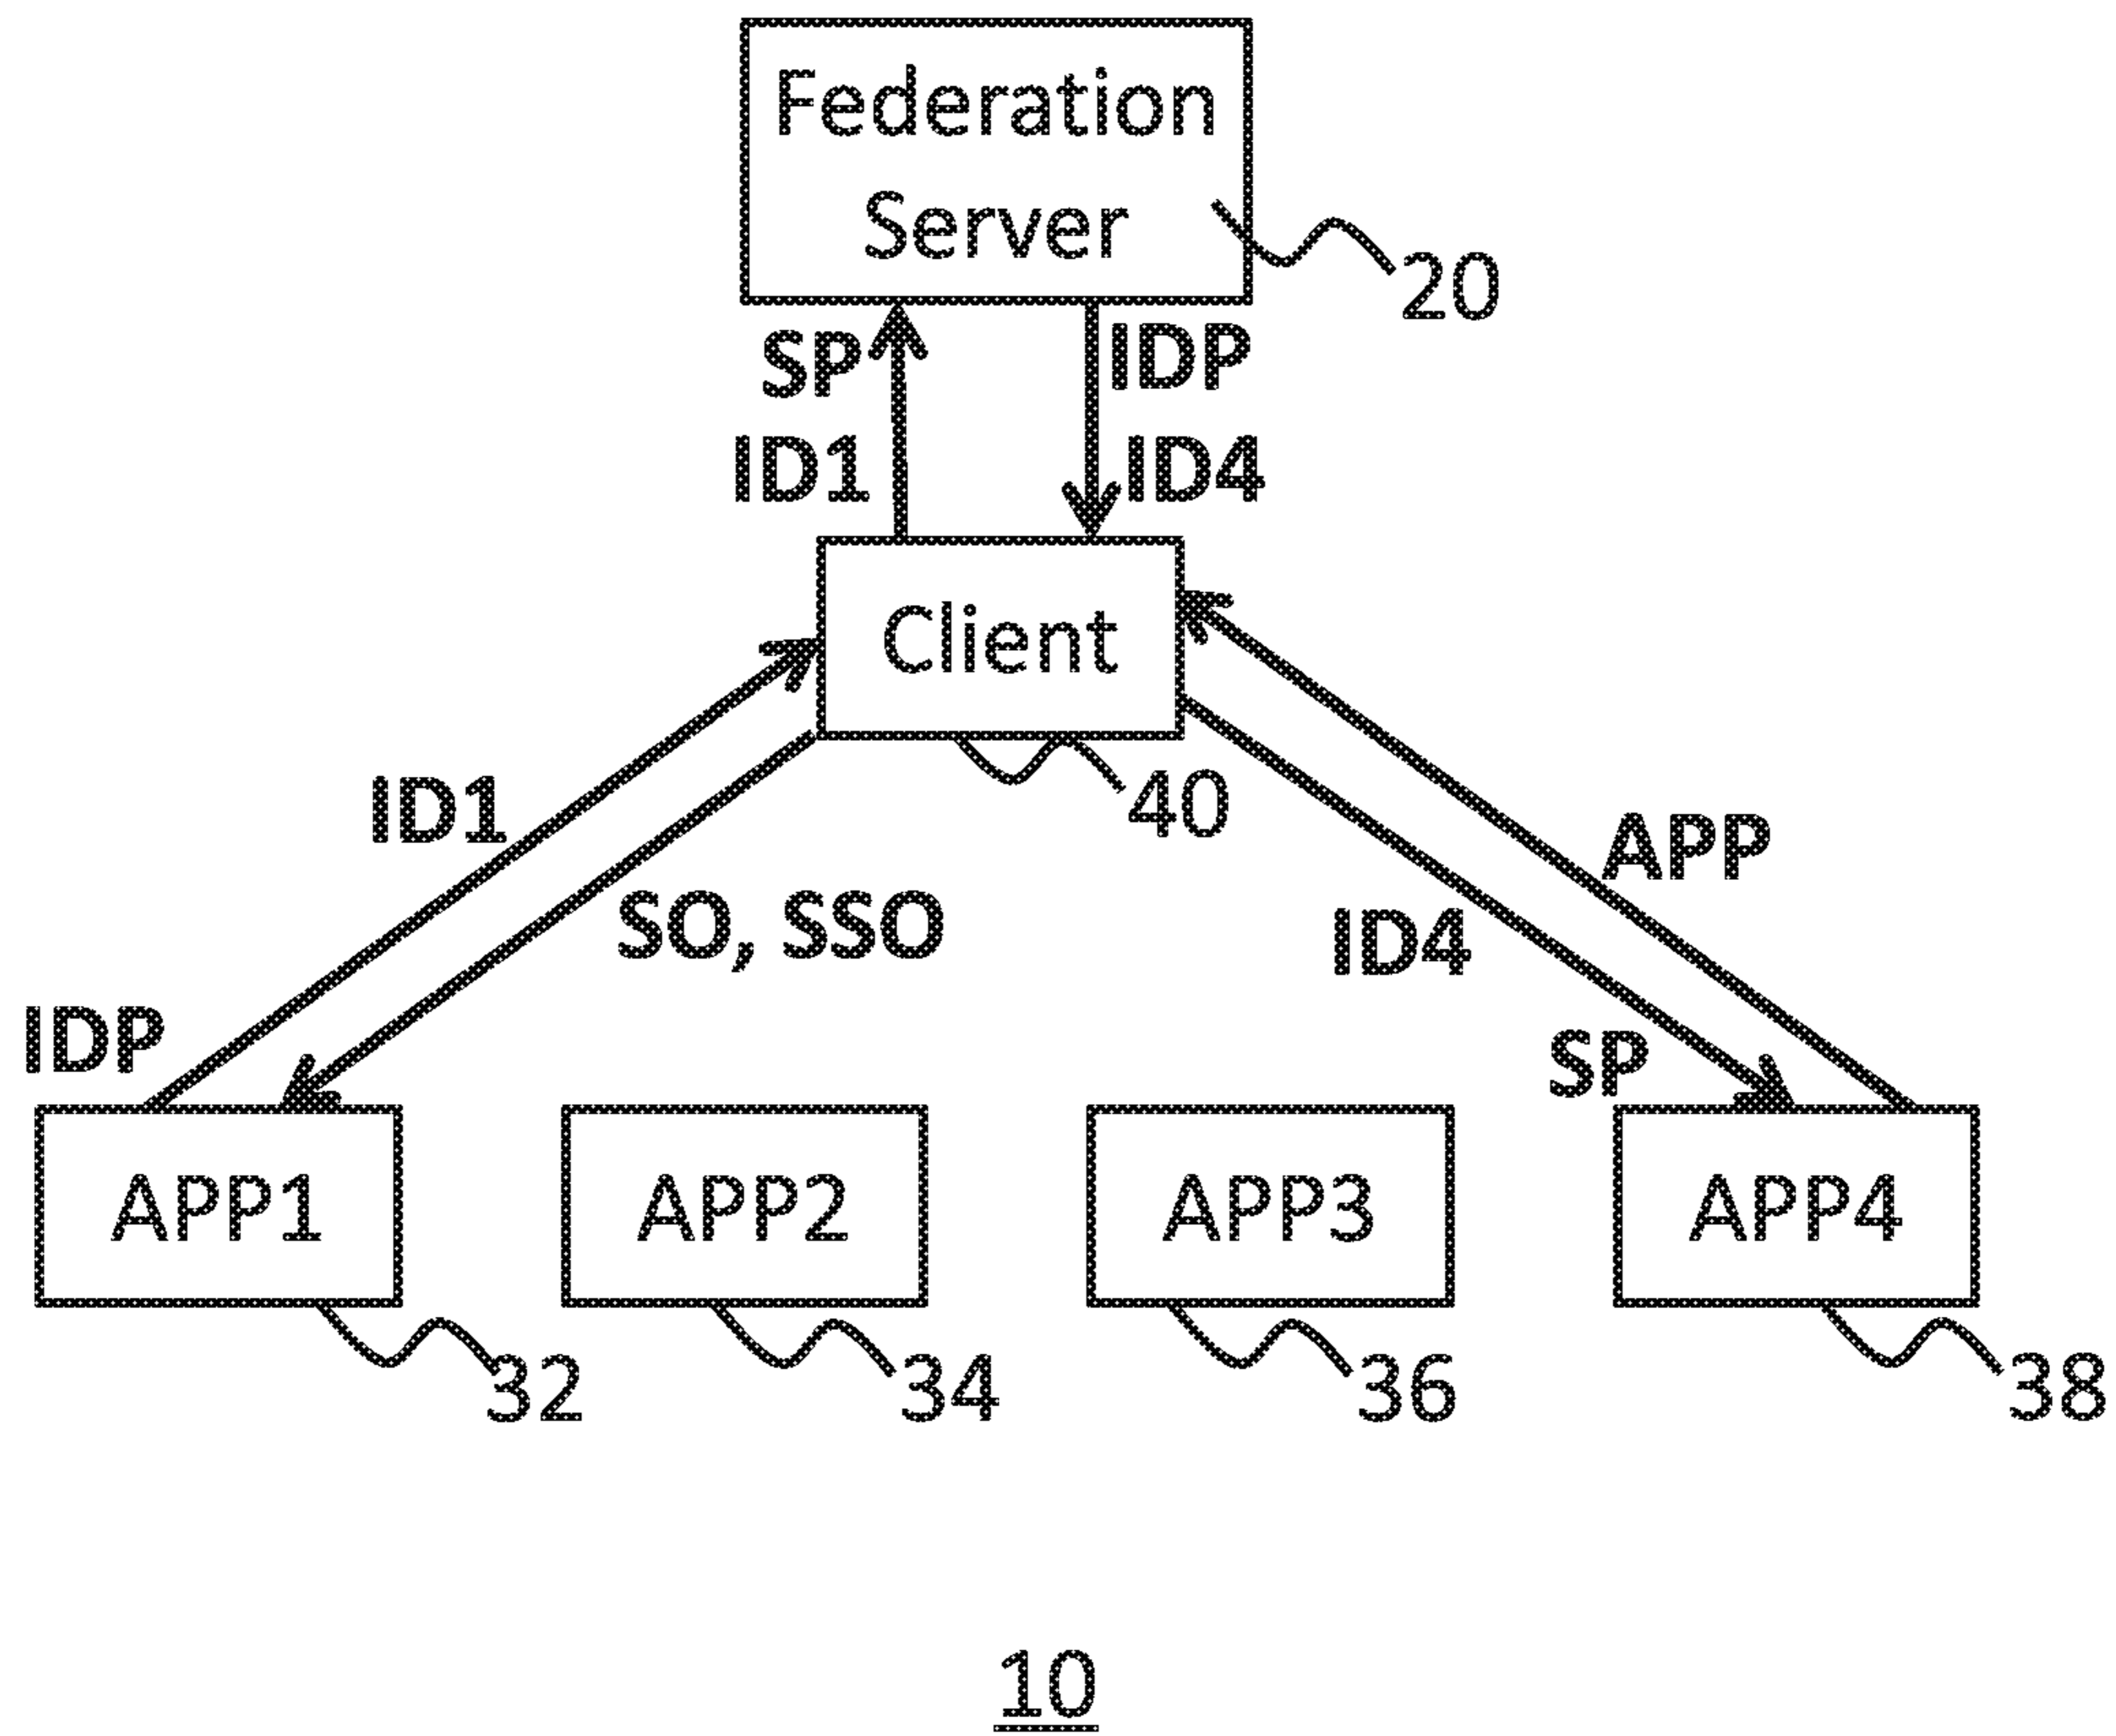 Federation
Server
20
SP
IDP
ID1
ID4
Client
40
ID1
APP
SO, SSO
ID4
IDP
SP
APP1
APP2
APP3
APP4
32
34
36
38
10